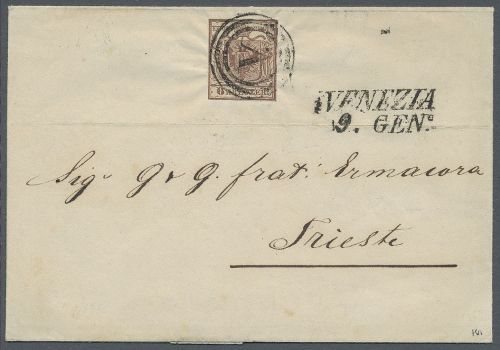 A
VENEZIA
9. GEN:
Sig.ri G & G. frat.i Ermacora
Trieste